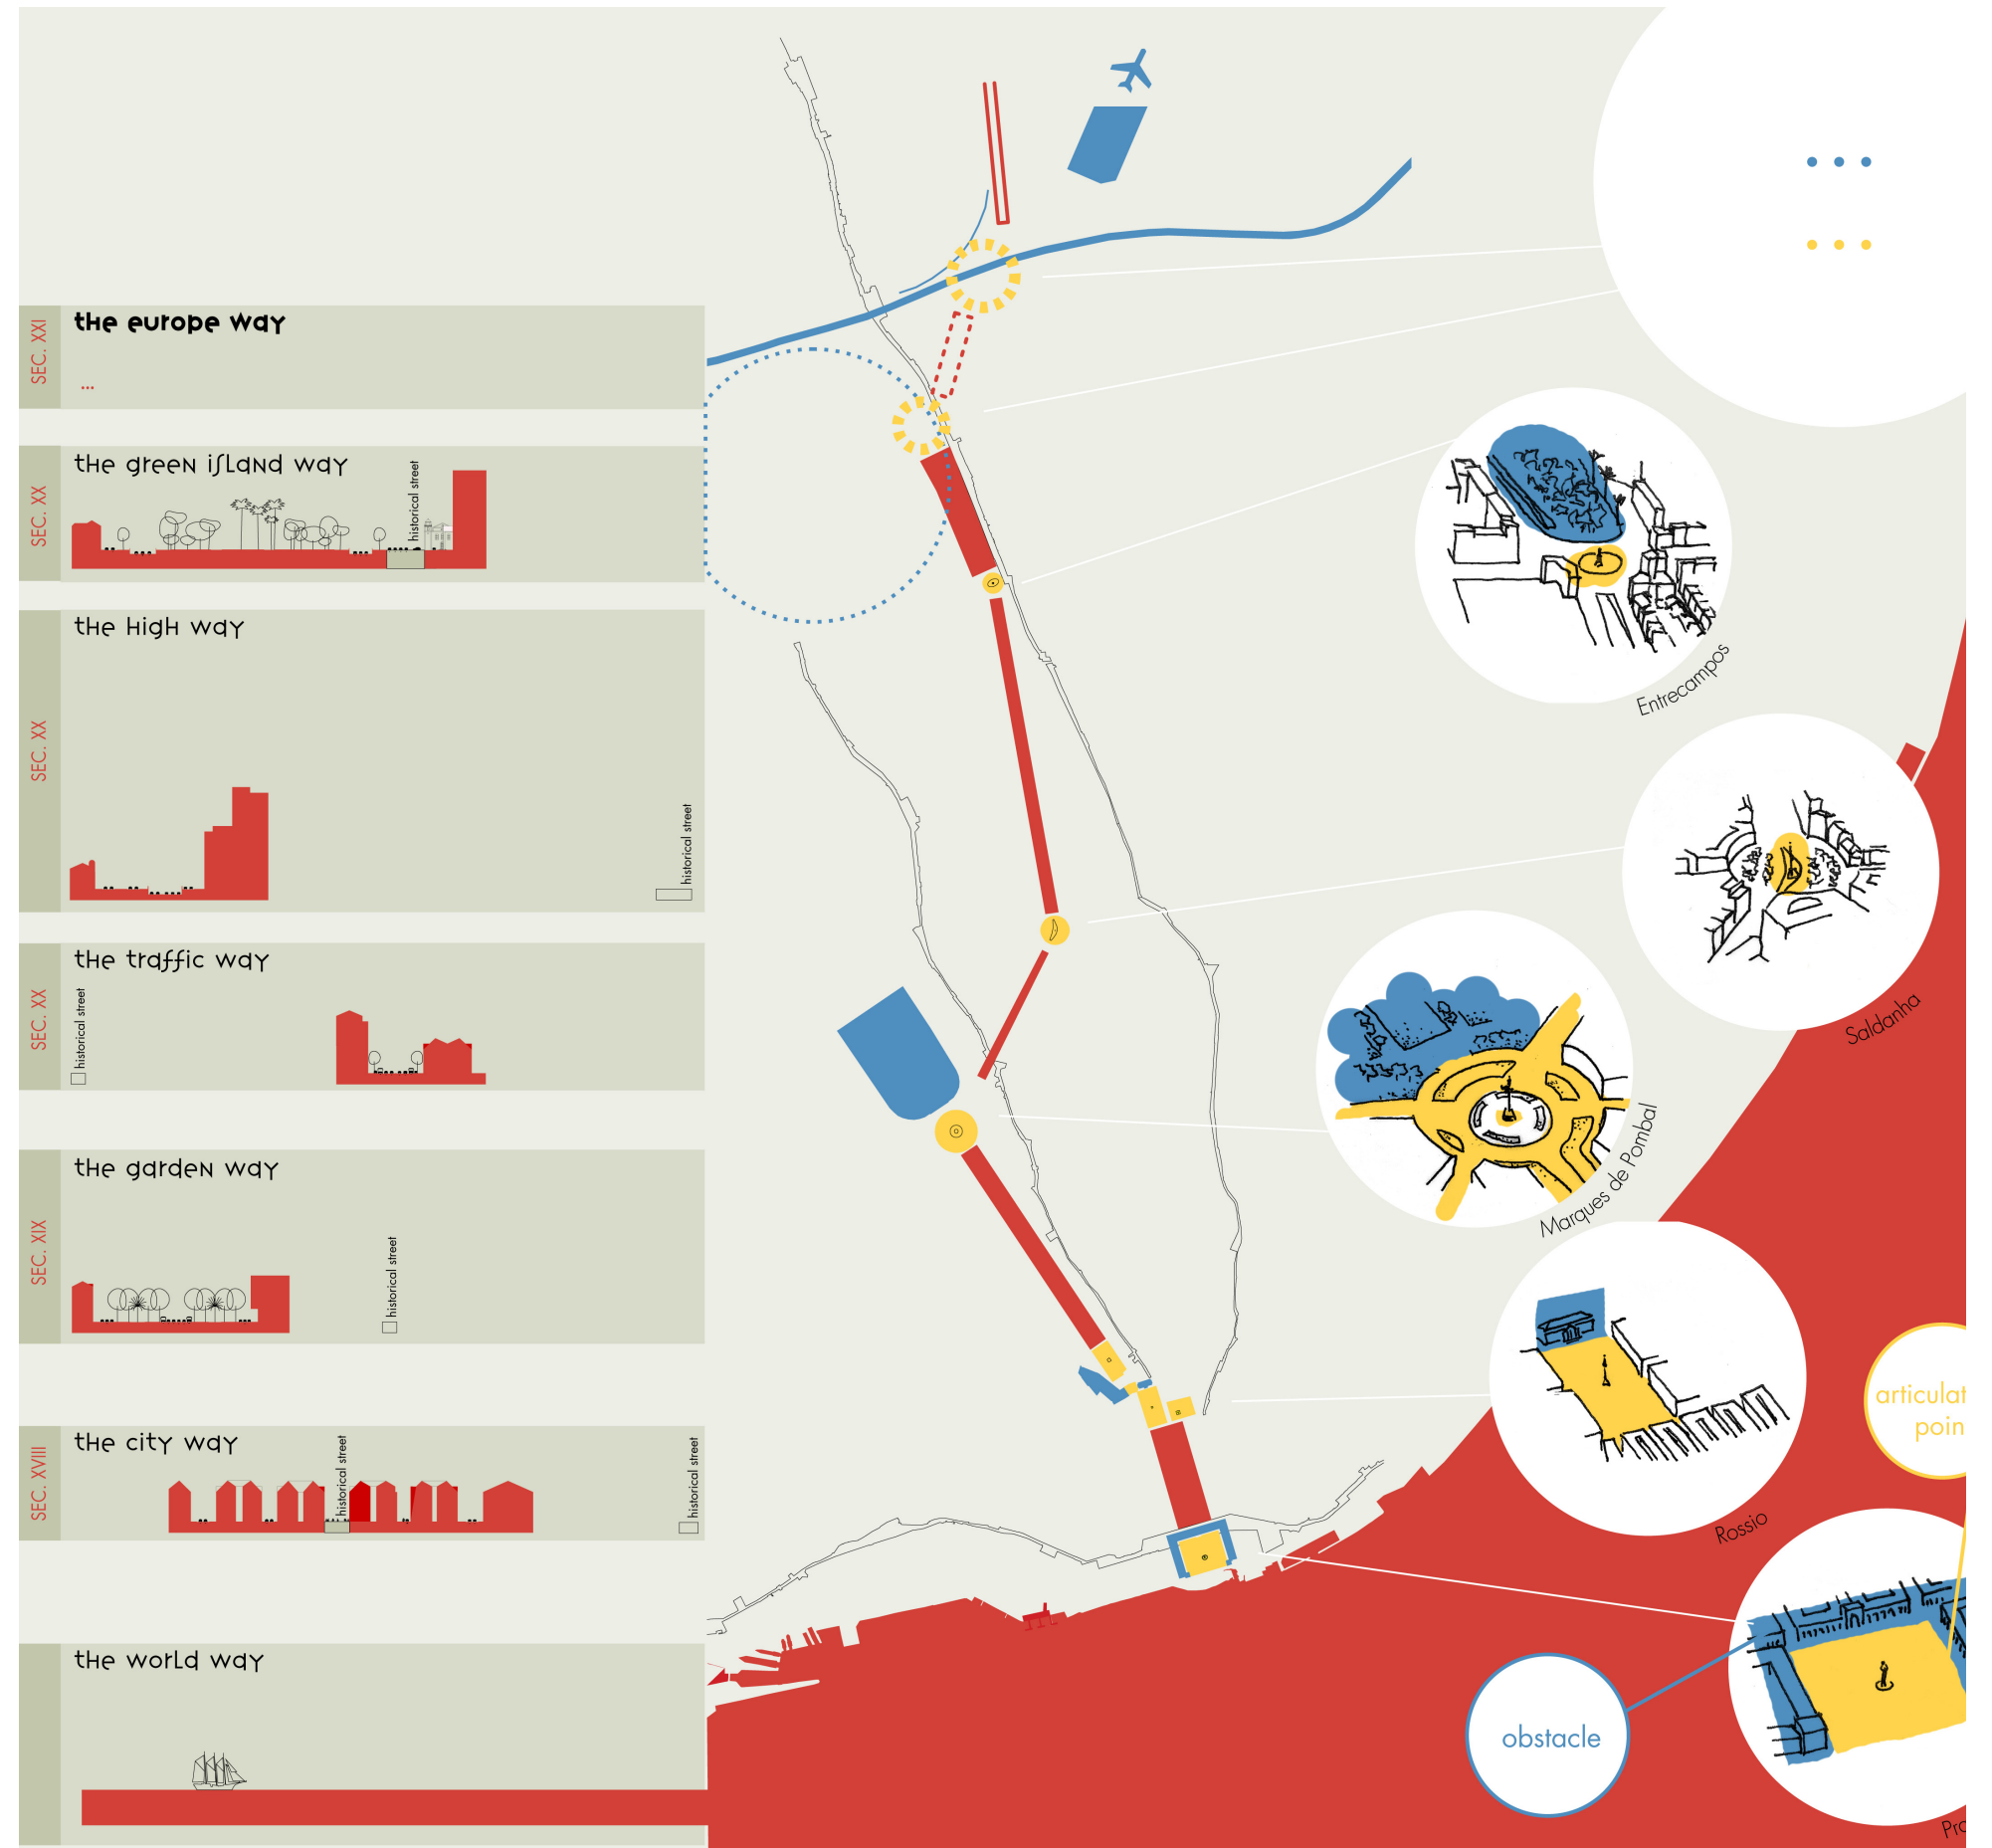 SEC. XXI
the europe way
...
SEC. XX
the green island way
historical street
SEC. XX
the high way
historical street
SEC. XX
the traffic way
historical street
SEC. XIX
the garden way
historical street
SEC. XVIII
the city way
historical street
historical street
the world way
Entrecampos
Saldanha
Marques de Pombal
Rossio
articulat
poin
obstacle
Pra